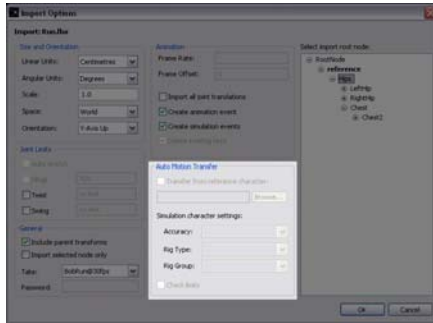 Import Options
Import: Run.fbx
Size and Orientation
Linear Units:
Centimetres
Angular Units:
Degrees
Scale:
1.0
Space:
World
Orientation:
Y-Axis Up
Joint Limits
Twist
Swing
General
Include parent transforms
Import selected node only
Take:
BobRun@30fps
Password
Animation
Frame Rate:
Frame Offset:
Import all joint translations
Create animation event
Create simulation events
Auto Motion Transfer
Transfer from reference character:
Browse...
Simulation character settings:
Accuracy:
Rig Type:
Rig Group:
Select import root node:
RootNode
reference
Hips
LeftHip
RightHip
Chest
Chest2
OK
Cancel